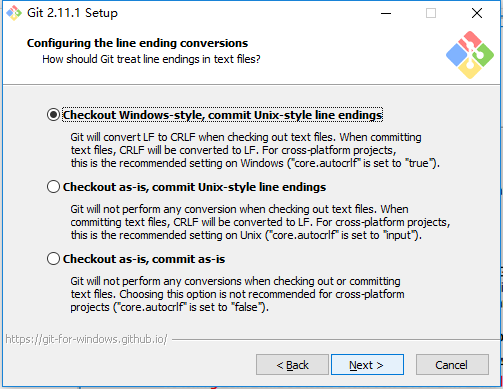 Git 2.11.1 Setup
Configuring the line ending conversions
How should Git treat line endings in text files?
Checkout Windows-style, commit Unix-style line endings
Git will convert LF to CRLF when checking out text files. When committing
text files, CRLF will be converted to LF. For cross-platform projects,
this is the recommended setting on Windows ("core.autocrlf" is set to "true").
Checkout as-is, commit Unix-style line endings
Git will not perform any conversion when checking out text files. When
committing text files, CRLF will be converted to LF. For cross-platform projects,
this is the recommended setting on Unix ("core.autocrlf" is set to "input").
Checkout as-is, commit as-is
Git will not perform any conversions when checking out or committing
text files. Choosing this option is not recommended for cross-platform
projects ("core.autocrlf" is set to "false").
https://git-for-windows.github.io/
< Back
Next >
Cancel